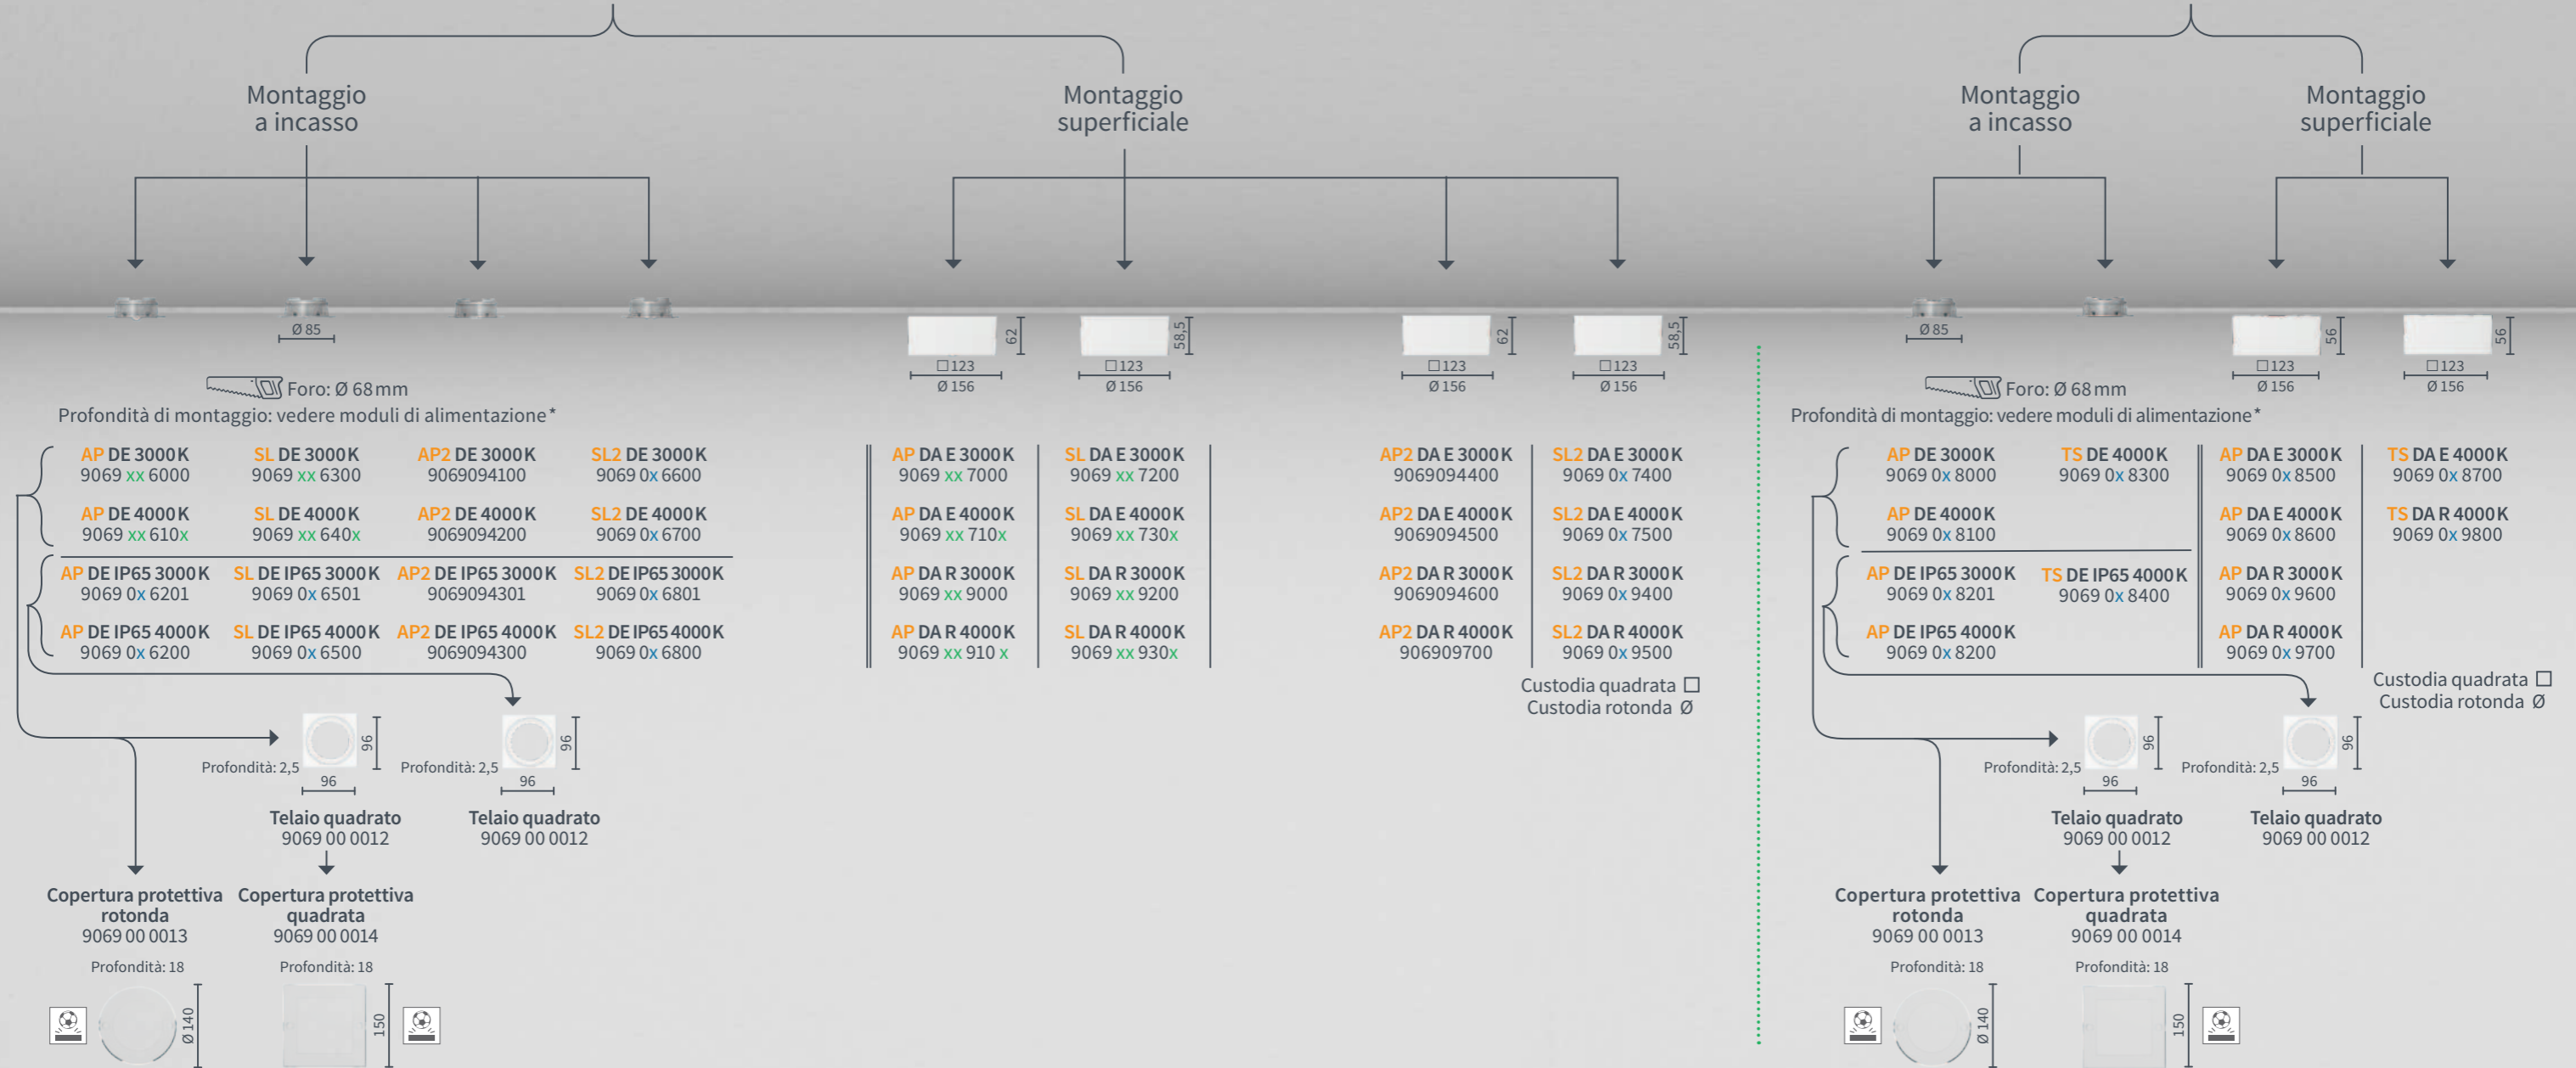 Montaggio
a incasso
Montaggio
superficiale
Montaggio
a incasso
Montaggio
superficiale
Ø 85
62
□ 123
Ø 156
58,5
□ 123
Ø 156
62
□ 123
Ø 156
58,5
□ 123
Ø 156
Ø 85
56
□ 123
Ø 156
56
□ 123
Ø 156
Foro: Ø 68 mm
Profondità di montaggio: vedere moduli di alimentazione*
Foro: Ø 68 mm
Profondità di montaggio: vedere moduli di alimentazione*
AP DE 3000 K
9069 xx 6000
SL DE 3000 K
9069 xx 6300
AP2 DE 3000 K
9069094100
SL2 DE 3000 K
9069 0x 6600
AP DE 4000 K
9069 xx 610x
SL DE 4000 K
9069 xx 640x
AP2 DE 4000 K
9069094200
SL2 DE 4000 K
9069 0x 6700
AP DE IP65 3000 K
9069 0x 6201
SL DE IP65 3000 K
9069 0x 6501
AP2 DE IP65 3000 K
9069094301
SL2 DE IP65 3000 K
9069 0x 6801
AP DE IP65 4000 K
9069 0x 6200
SL DE IP65 4000 K
9069 0x 6500
AP2 DE IP65 4000 K
9069094300
SL2 DE IP65 4000 K
9069 0x 6800
AP DA E 3000 K
9069 xx 7000
SL DA E 3000 K
9069 xx 7200
AP DA E 4000 K
9069 xx 710x
SL DA E 4000 K
9069 xx 730x
AP DA R 3000 K
9069 xx 9000
SL DA R 3000 K
9069 xx 9200
AP DA R 4000 K
9069 xx 910 x
SL DA R 4000 K
9069 xx 930x
AP2 DA E 3000 K
9069094400
SL2 DA E 3000 K
9069 0x 7400
AP2 DA E 4000 K
9069094500
SL2 DA E 4000 K
9069 0x 7500
AP2 DA R 3000 K
9069094600
SL2 DA R 3000 K
9069 0x 9400
AP2 DA R 4000 K
906909700
SL2 DA R 4000 K
9069 0x 9500
Custodia quadrata □
Custodia rotonda Ø
AP DE 3000 K
9069 0x 8000
TS DE 4000 K
9069 0x 8300
AP DE 4000 K
9069 0x 8100
AP DE IP65 3000 K
9069 0x 8201
TS DE IP65 4000 K
9069 0x 8400
AP DE IP65 4000 K
9069 0x 8200
AP DA E 3000 K
9069 0x 8500
TS DA E 4000 K
9069 0x 8700
AP DA E 4000 K
9069 0x 8600
TS DA R 4000 K
9069 0x 9800
AP DA R 3000 K
9069 0x 9600
AP DA R 4000 K
9069 0x 9700
Custodia quadrata □
Custodia rotonda Ø
96
Profondità: 2,5
96
Telaio quadrato
9069 00 0012
96
Profondità: 2,5
96
Telaio quadrato
9069 00 0012
Copertura protettiva
rotonda
9069 00 0013
Profondità: 18
Ø 140
Copertura protettiva
quadrata
9069 00 0014
Profondità: 18
150
96
Profondità: 2,5
96
Telaio quadrato
9069 00 0012
96
Profondità: 2,5
96
Telaio quadrato
9069 00 0012
Copertura protettiva
rotonda
9069 00 0013
Profondità: 18
Ø 140
Copertura protettiva
quadrata
9069 00 0014
Profondità: 18
150